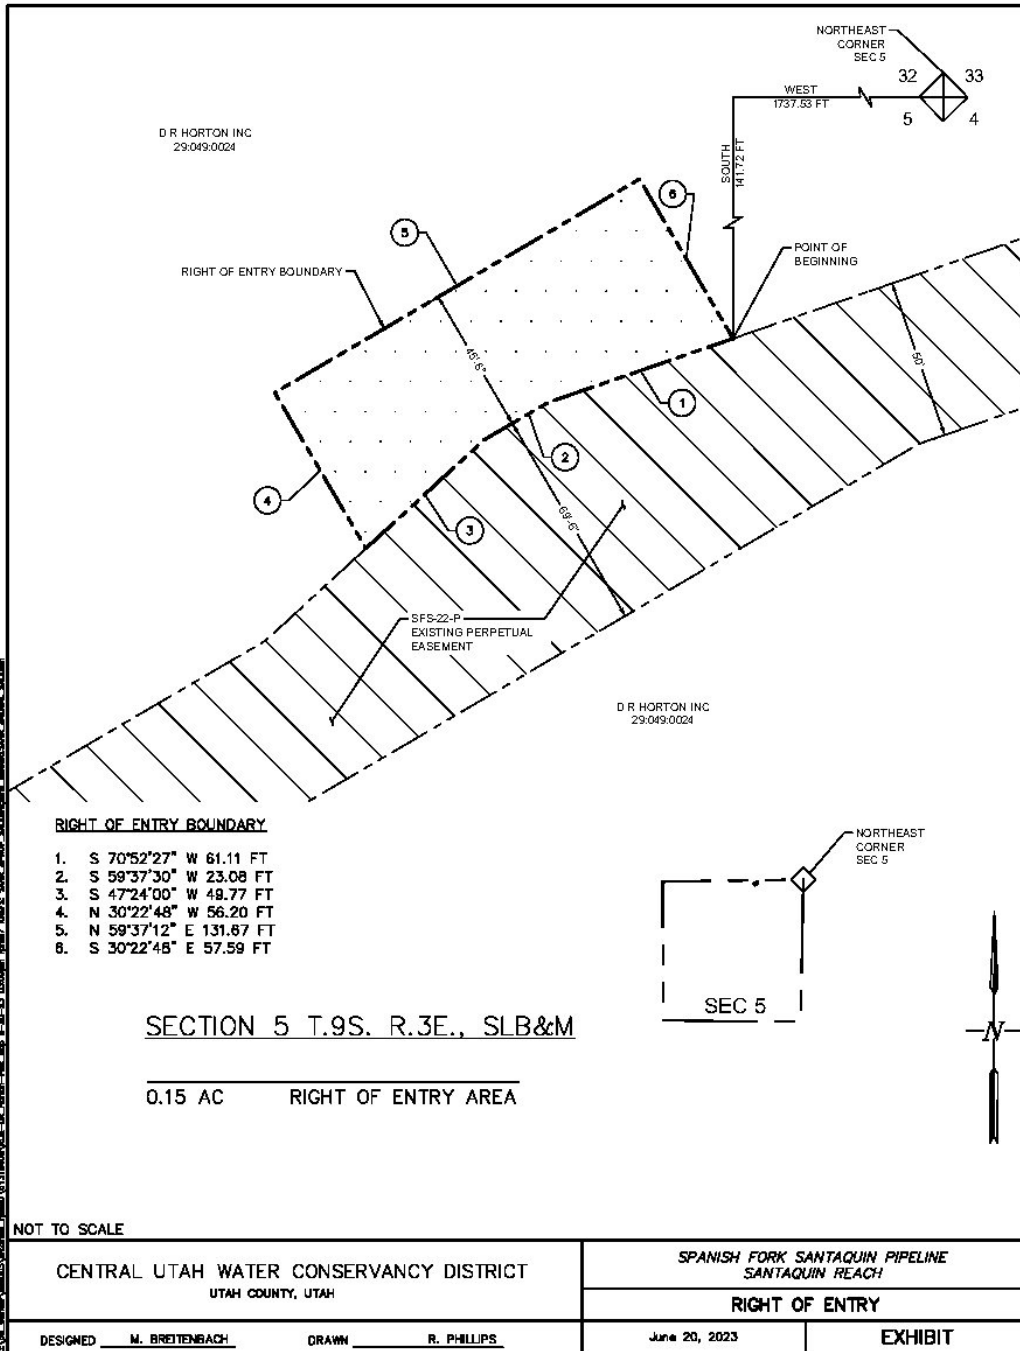 NORTHEAST
CORNER
SEC 5
32
33
5
4
WEST
1737.53 FT
SOUTH
141.72 FT
D R HORTON INC
29:049:0024
6
5
RIGHT OF ENTRY BOUNDARY
POINT OF
BEGINNING
46'-6"
50'
1
2
4
3
69'-6"
SFS-22-P
EXISTING PERPETUAL
EASEMENT
D R HORTON INC
29:049:0024
RIGHT OF ENTRY BOUNDARY
1. S 70°52'27" W 61.11 FT
2. S 59°37'30" W 23.08 FT
3. S 47°24'00" W 49.77 FT
4. N 30°22'48" W 56.20 FT
5. N 59°37'12" E 131.67 FT
6. S 30°22'48" E 57.59 FT
NORTHEAST
CORNER
SEC 5
SEC 5
N
SECTION 5 T.9S. R.3E., SLB&M
0.15 AC RIGHT OF ENTRY AREA
NOT TO SCALE
CENTRAL UTAH WATER CONSERVANCY DISTRICT
UTAH COUNTY, UTAH
SPANISH FORK SANTAQUIN PIPELINE
SANTAQUIN REACH
RIGHT OF ENTRY
DESIGNED M. BREITENBACH DRAWN R. PHILLIPS
June 20, 2023
EXHIBIT